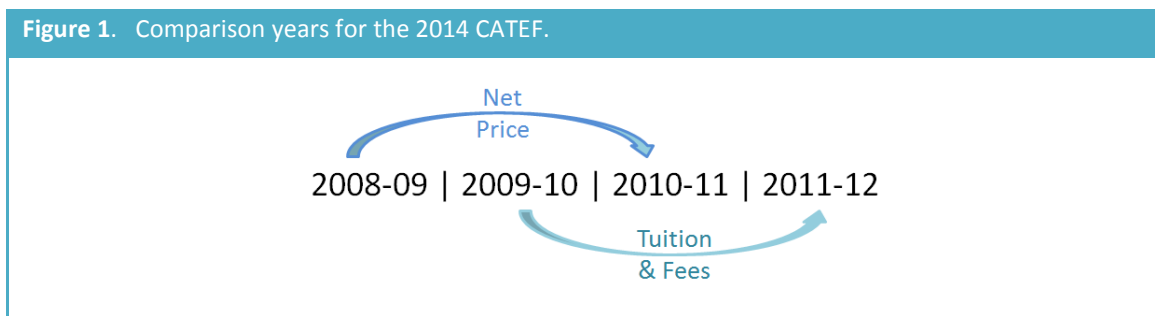 Figure 1. Comparison years for the 2014 CATEF.
Net
Price
2008-09 | 2009-10 | 2010-11 | 2011-12
Tuition
& Fees